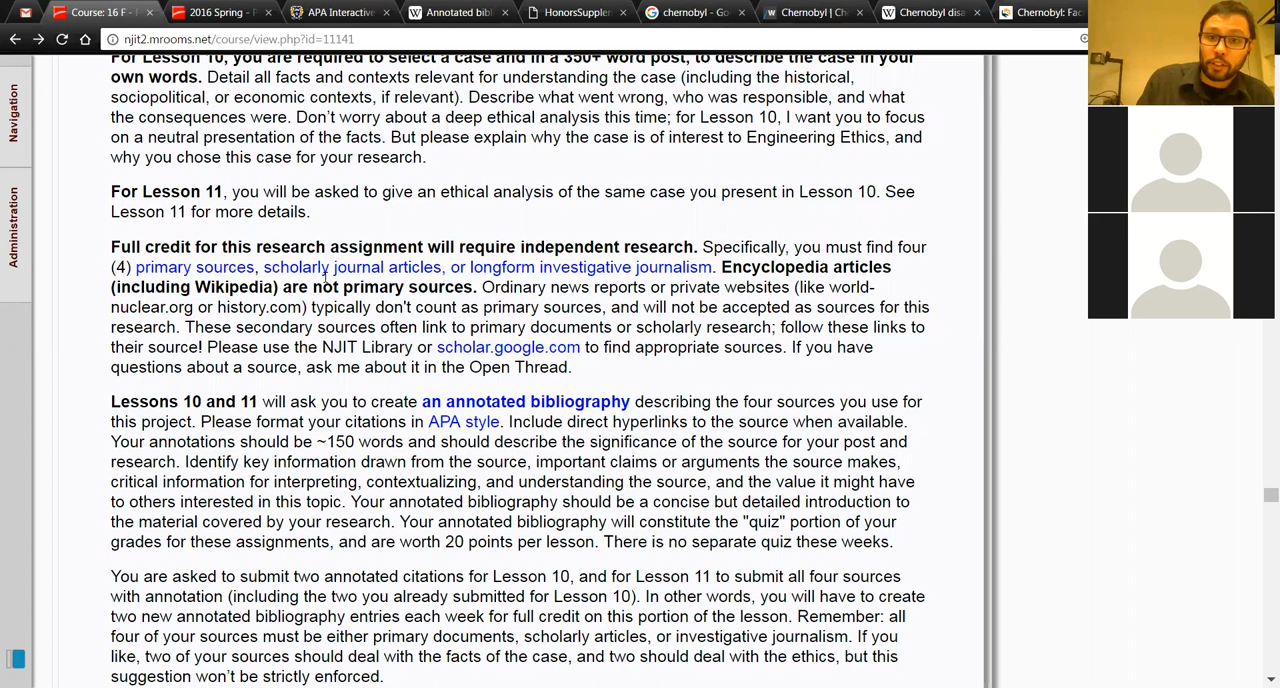 Course: 16 F -
2016 Spring - P
APA Interactive
Annotated bibl
HonorsSupplem
chernobyl - Go
Chernobyl | Ch
Chernobyl disa
Chernobyl: Fac
njit2.mrooms.net/course/view.php?id=11141
Navigation
Administration
For Lesson 10, you are required to select a case and in a 350+ word post, to describe the case in your
own words. Detail all facts and contexts relevant for understanding the case (including the historical,
sociopolitical, or economic contexts, if relevant). Describe what went wrong, who was responsible, and what
the consequences were. Don't worry about a deep ethical analysis this time; for Lesson 10, I want you to focus
on a neutral presentation of the facts. But please explain why the case is of interest to Engineering Ethics, and
why you chose this case for your research.
For Lesson 11, you will be asked to give an ethical analysis of the same case you present in Lesson 10. See
Lesson 11 for more details.
Full credit for this research assignment will require independent research. Specifically, you must find four
(4) primary sources, scholarly journal articles, or longform investigative journalism. Encyclopedia articles
(including Wikipedia) are not primary sources. Ordinary news reports or private websites (like world-
nuclear.org or history.com) typically don't count as primary sources, and will not be accepted as sources for this
research. These secondary sources often link to primary documents or scholarly research; follow these links to
their source! Please use the NJIT Library or scholar.google.com to find appropriate sources. If you have
questions about a source, ask me about it in the Open Thread.
Lessons 10 and 11 will ask you to create an annotated bibliography describing the four sources you use for
this project. Please format your citations in APA style. Include direct hyperlinks to the source when available.
Your annotations should be ~150 words and should describe the significance of the source for your post and
research. Identify key information drawn from the source, important claims or arguments the source makes,
critical information for interpreting, contextualizing, and understanding the source, and the value it might have
to others interested in this topic. Your annotated bibliography should be a concise but detailed introduction to
the material covered by your research. Your annotated bibliography will constitute the "quiz" portion of your
grades for these assignments, and are worth 20 points per lesson. There is no separate quiz these weeks.
You are asked to submit two annotated citations for Lesson 10, and for Lesson 11 to submit all four sources
with annotation (including the two you already submitted for Lesson 10). In other words, you will have to create
two new annotated bibliography entries each week for full credit on this portion of the lesson. Remember: all
four of your sources must be either primary documents, scholarly articles, or investigative journalism. If you
like, two of your sources should deal with the facts of the case, and two should deal with the ethics, but this
suggestion won't be strictly enforced.